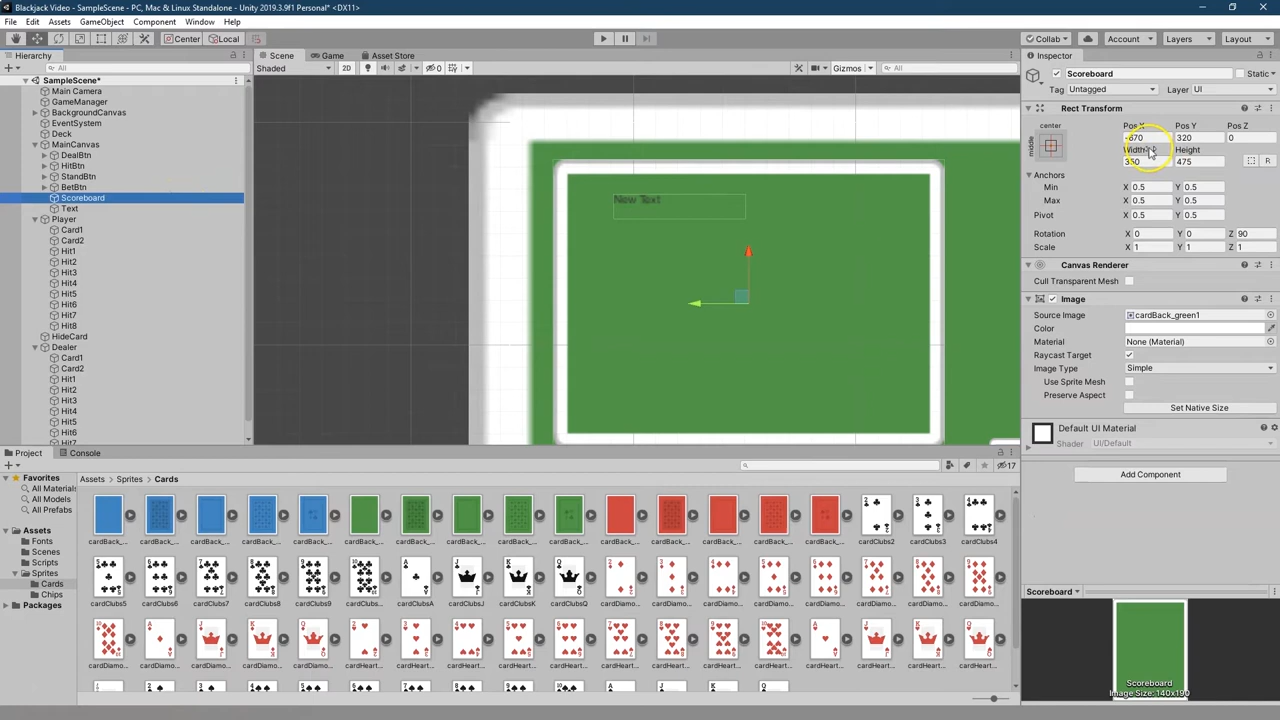 Blackjack Video - SampleScene - PC, Mac & Linux Standalone - Unity 2019.3.9f1 Personal* <DX11>
File Edit Assets GameObject Component Window Help
Center Local Collab Account Layers Layout
Hierarchy Scene Game Asset Store Inspector
All Shaded 2D 0 Gizmos All Scoreboard Static
SampleScene* Tag Untagged Layer UI
Main Camera
GameManager
BackgroundCanvas
EventSystem
Deck
MainCanvas
DealBtn
HitBtn
StandBtn
BetBtn
Scoreboard
Text
Player
Card1
Card2
Hit1
Hit2
Hit3
Hit4
Hit5
Hit6
Hit7
Hit8
HideCard
Dealer
Card1
Card2
Hit1
Hit2
Hit3
Hit4
Hit5
Hit6
Hit7
New Text
Rect Transform
center Pos X Pos Y Pos Z
middle -670 320 0
Width Height
350 475 R
Anchors
Min X 0.5 Y 0.5
Max X 0.5 Y 0.5
Pivot X 0.5 Y 0.5
Rotation X 0 Y 0 Z 90
Scale X 1 Y 1 Z 1
Canvas Renderer
Cull Transparent Mesh
Image
Source Image cardBack_green1
Color
Material None (Material)
Raycast Target
Image Type Simple
Use Sprite Mesh
Preserve Aspect
Set Native Size
Default UI Material
Shader UI/Default
Add Component
Project Console
17
Favorites
All Materials
All Models
All Prefabs
Assets
Fonts
Scenes
Scripts
Sprites
Cards
Chips
Packages
Assets > Sprites > Cards
cardBack_... cardBack_... cardBack_... cardBack_... cardBack_... cardBack_... cardBack_... cardBack_... cardBack_... cardBack_... cardBack_... cardBack_... cardBack_... cardBack_... cardBack_... cardClubs2 cardClubs3 cardClubs4
cardClubs5 cardClubs6 cardClubs7 cardClubs8 cardClubs9 cardClubs... cardClubsA cardClubsJ cardClubsK cardClubsQ cardDiamo... cardDiamo... cardDiamo... cardDiamo... cardDiamo... cardDiamo... cardDiamo... cardDiamo...
cardDiamo... cardDiamo... cardDiamo... cardDiamo... cardDiamo... cardHeart... cardHeart... cardHeart... cardHeart... cardHeart... cardHeart... cardHeart... cardHeart... cardHeart... cardHeart... cardHeart... cardHeart... cardHeart...
Scoreboard
Scoreboard
Image Size: 140x190